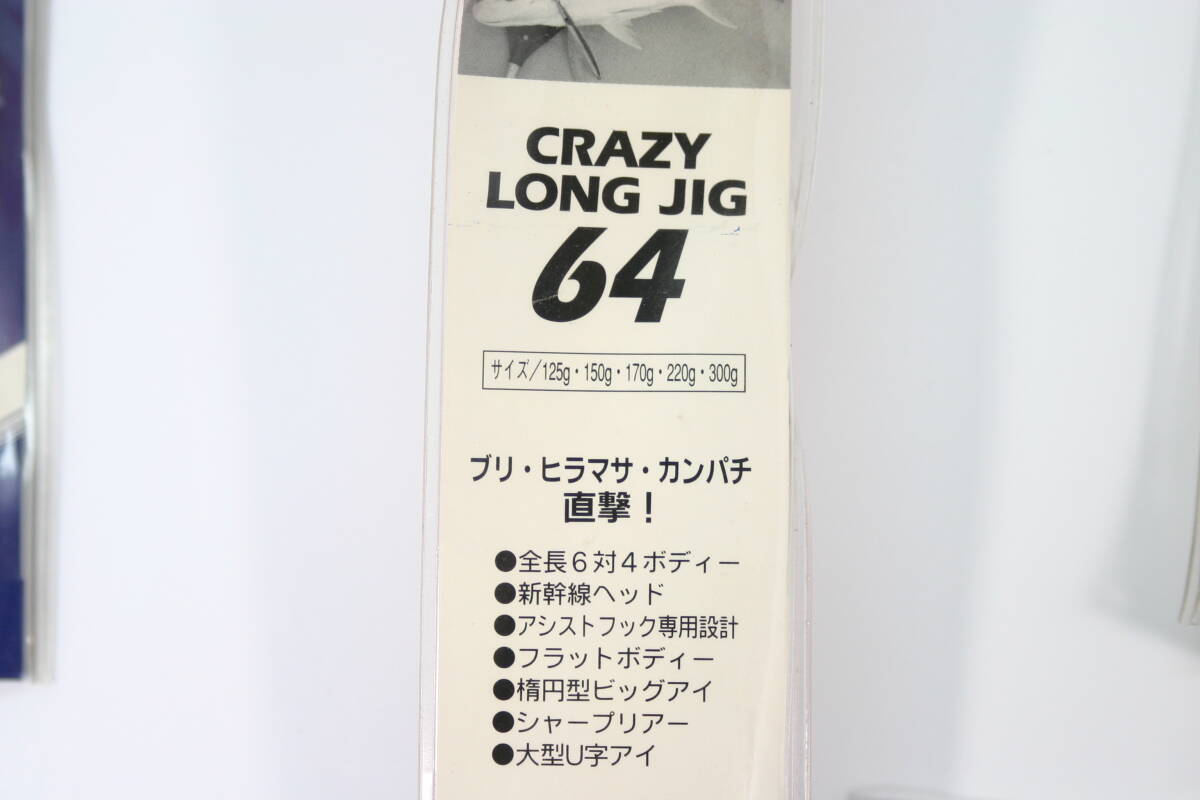 CRAZY
LONG JIG
64
サイズ/125g・150g・170g・220g・300g
ブリ・ヒラマサ・カンパチ
直撃！
●全長６対４ボディー
●新幹線ヘッド
●アシストフック専用設計
●フラットボディー
●楕円型ビッグアイ
●シャープリアー
●大型U字アイ